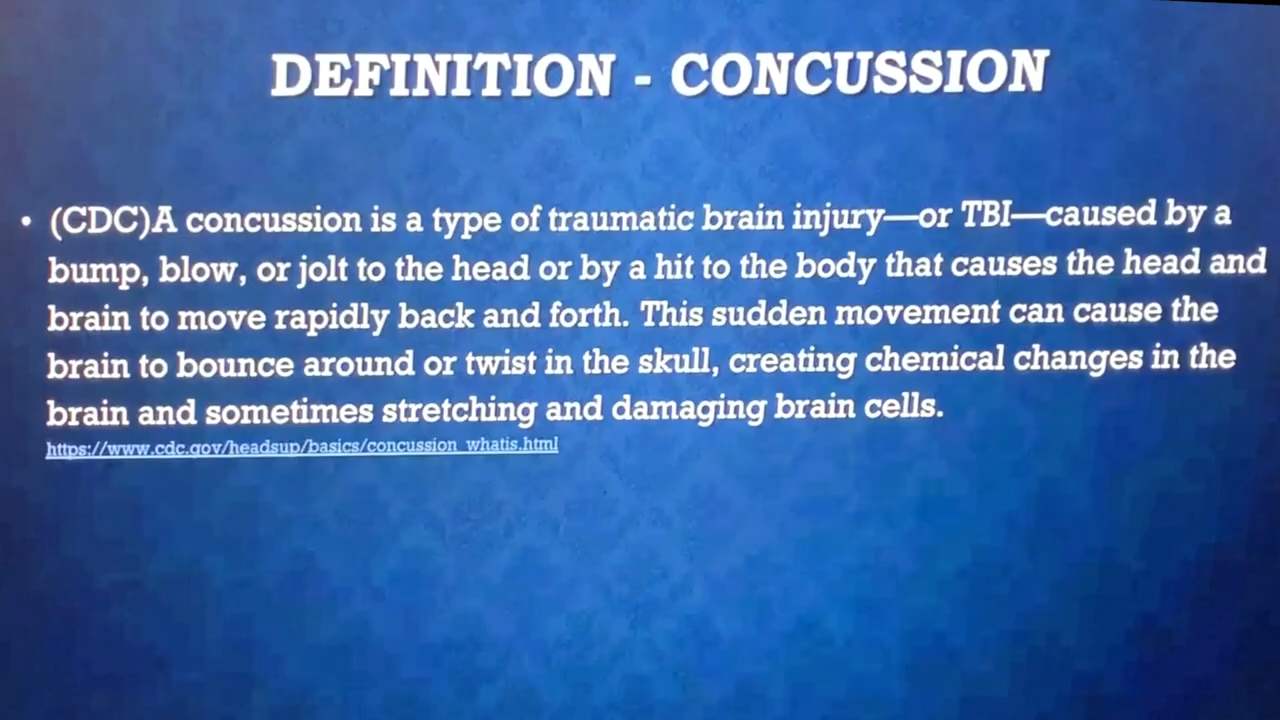 DEFINITION - CONCUSSION
• (CDC)A concussion is a type of traumatic brain injury—or TBI—caused by a
bump, blow, or jolt to the head or by a hit to the body that causes the head and
brain to move rapidly back and forth. This sudden movement can cause the
brain to bounce around or twist in the skull, creating chemical changes in the
brain and sometimes stretching and damaging brain cells.
https://www.cdc.gov/headsup/basics/concussion_whatis.html